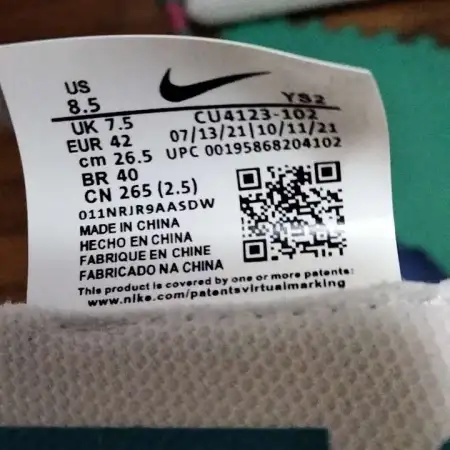 US
8.5
YS2
UK 7.5
CU4123-102
EUR 42
07/13/21|10/11/21
cm 26.5
UPC 00195868204102
BR 40
CN 265 (2.5)
011NRJR9AASDW
MADE IN CHINA
HECHO EN CHINA
FABRIQUE EN CHINE
FABRICADO NA CHINA
This product is covered by one or more patents:
www.nike.com/patentsvirtualmarking